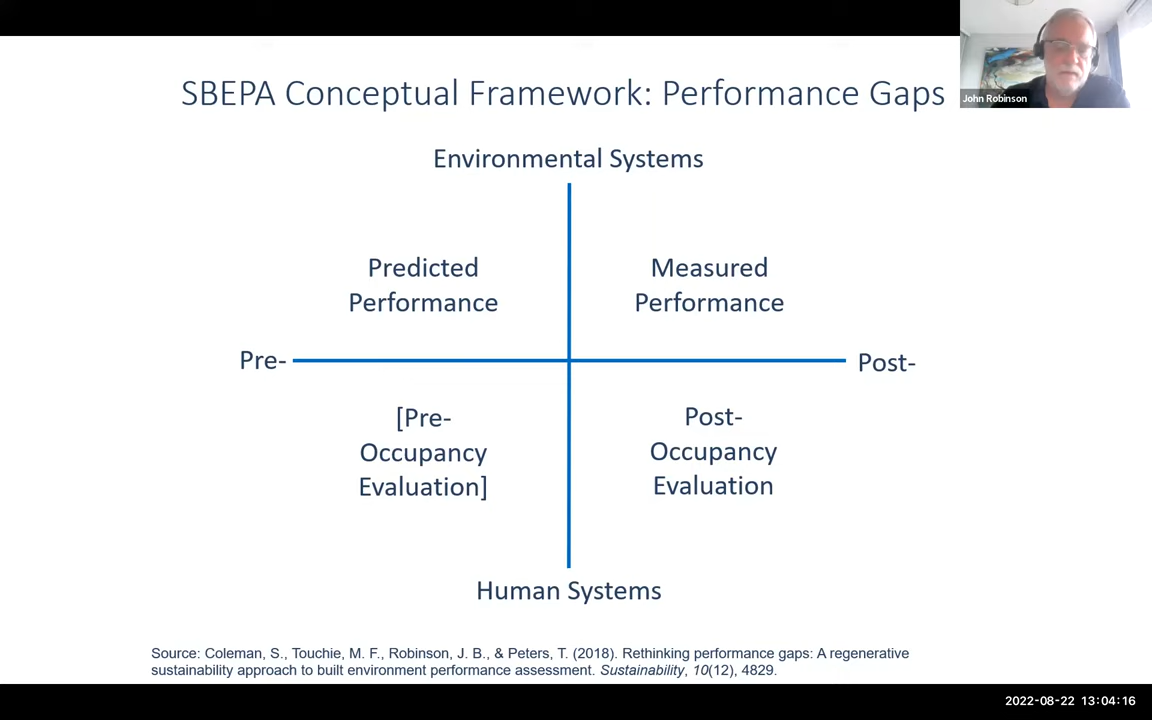 SBEPA Conceptual Framework: Performance Gaps
John Robinson
Environmental Systems
Predicted
Performance
Measured
Performance
Pre-
Post-
[Pre-
Occupancy
Evaluation]
Post-
Occupancy
Evaluation
Human Systems
Source: Coleman, S., Touchie, M. F., Robinson, J. B., & Peters, T. (2018). Rethinking performance gaps: A regenerative
sustainability approach to built environment performance assessment. Sustainability, 10(12), 4829.
2022-08-22 13:04:16